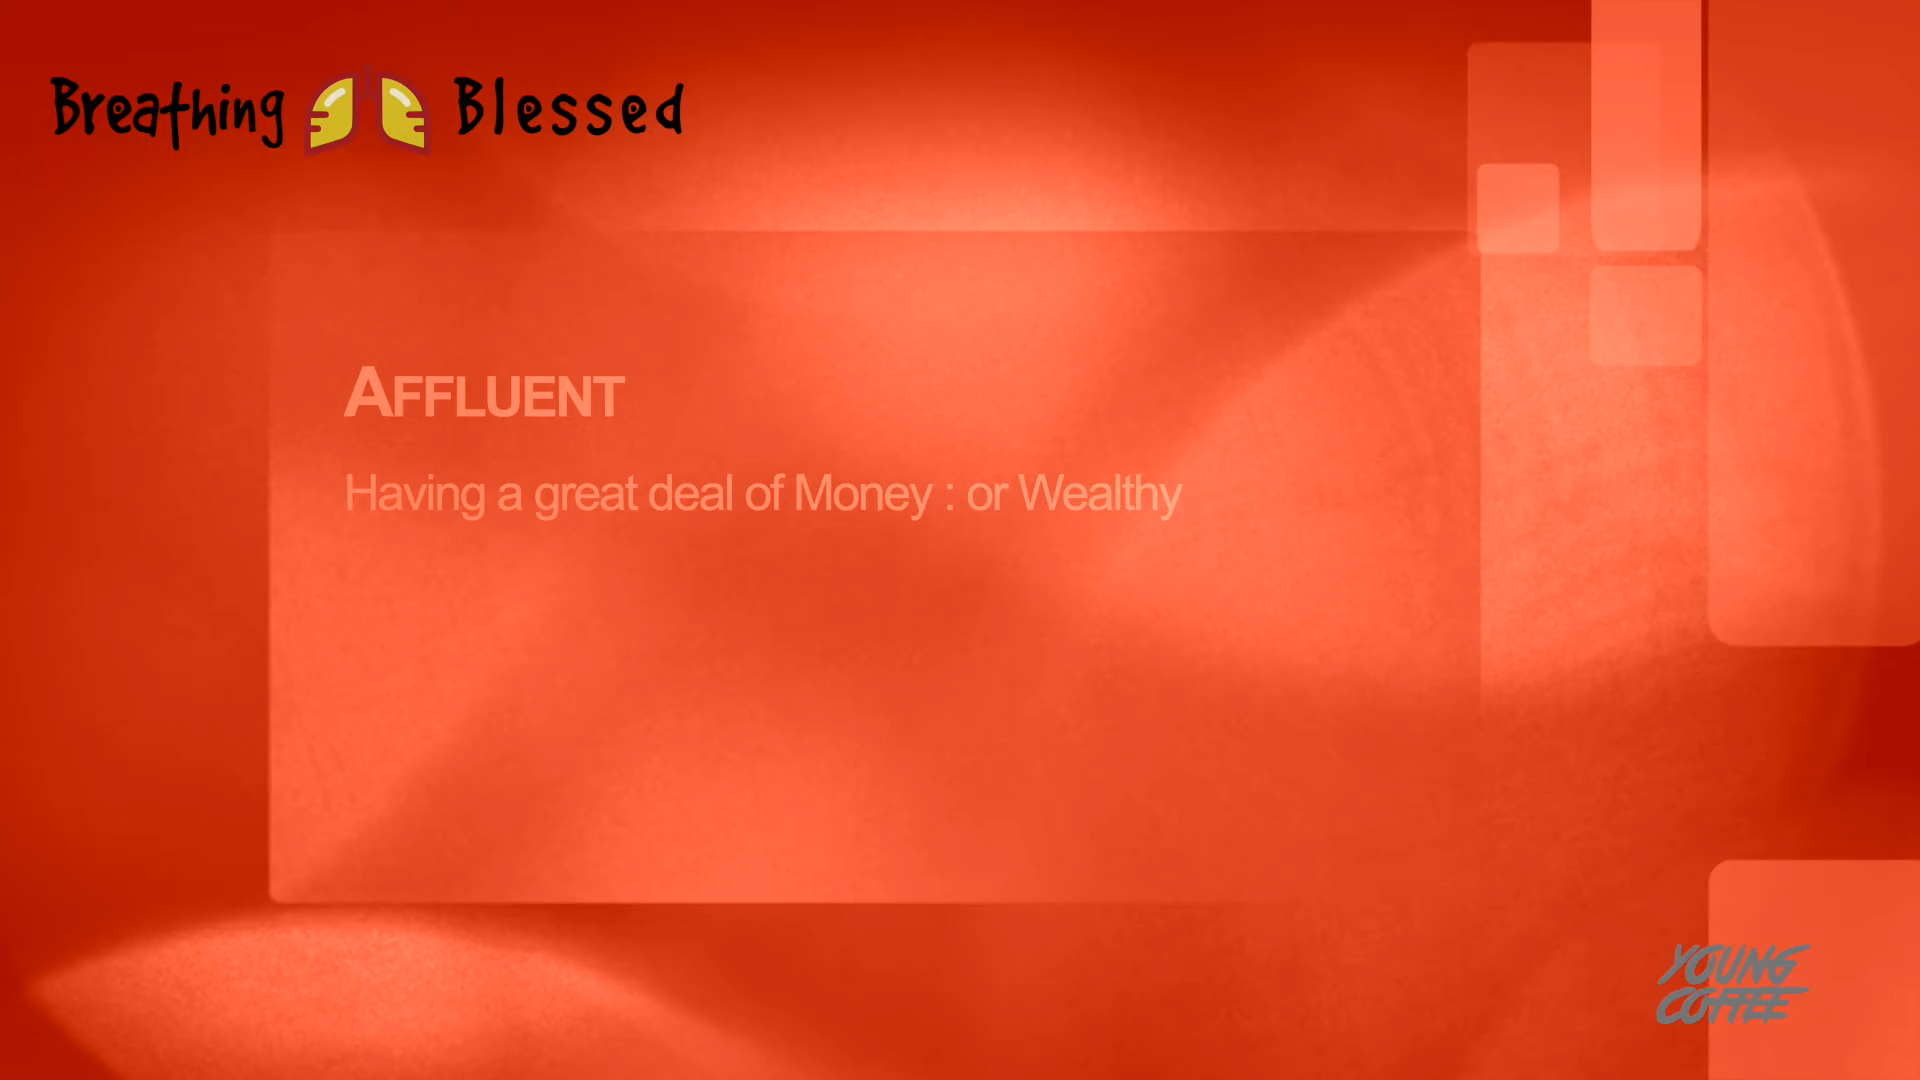 Breathing Blessed
AFFLUENT
Having a great deal of Money : or Wealthy
YOUNG
COFFEE